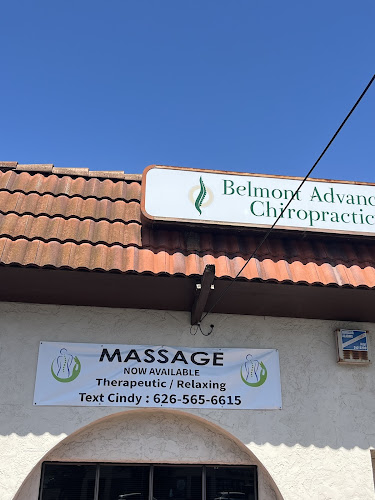 Belmont Advanc
Chiropractic
MASSAGE
NOW AVAILABLE
Therapeutic / Relaxing
Text Cindy : 626-565-6615